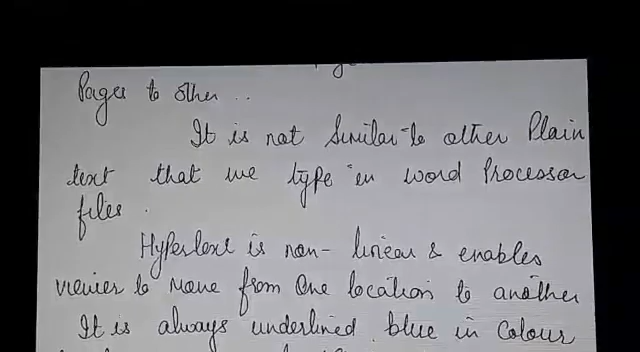 Pages to other ..
It is not Similar to other Plain
text that we type in word Processor
files .
Hypertext is non- linear & enables
viewer to move from One location to another
It is always underlined blue in Colour